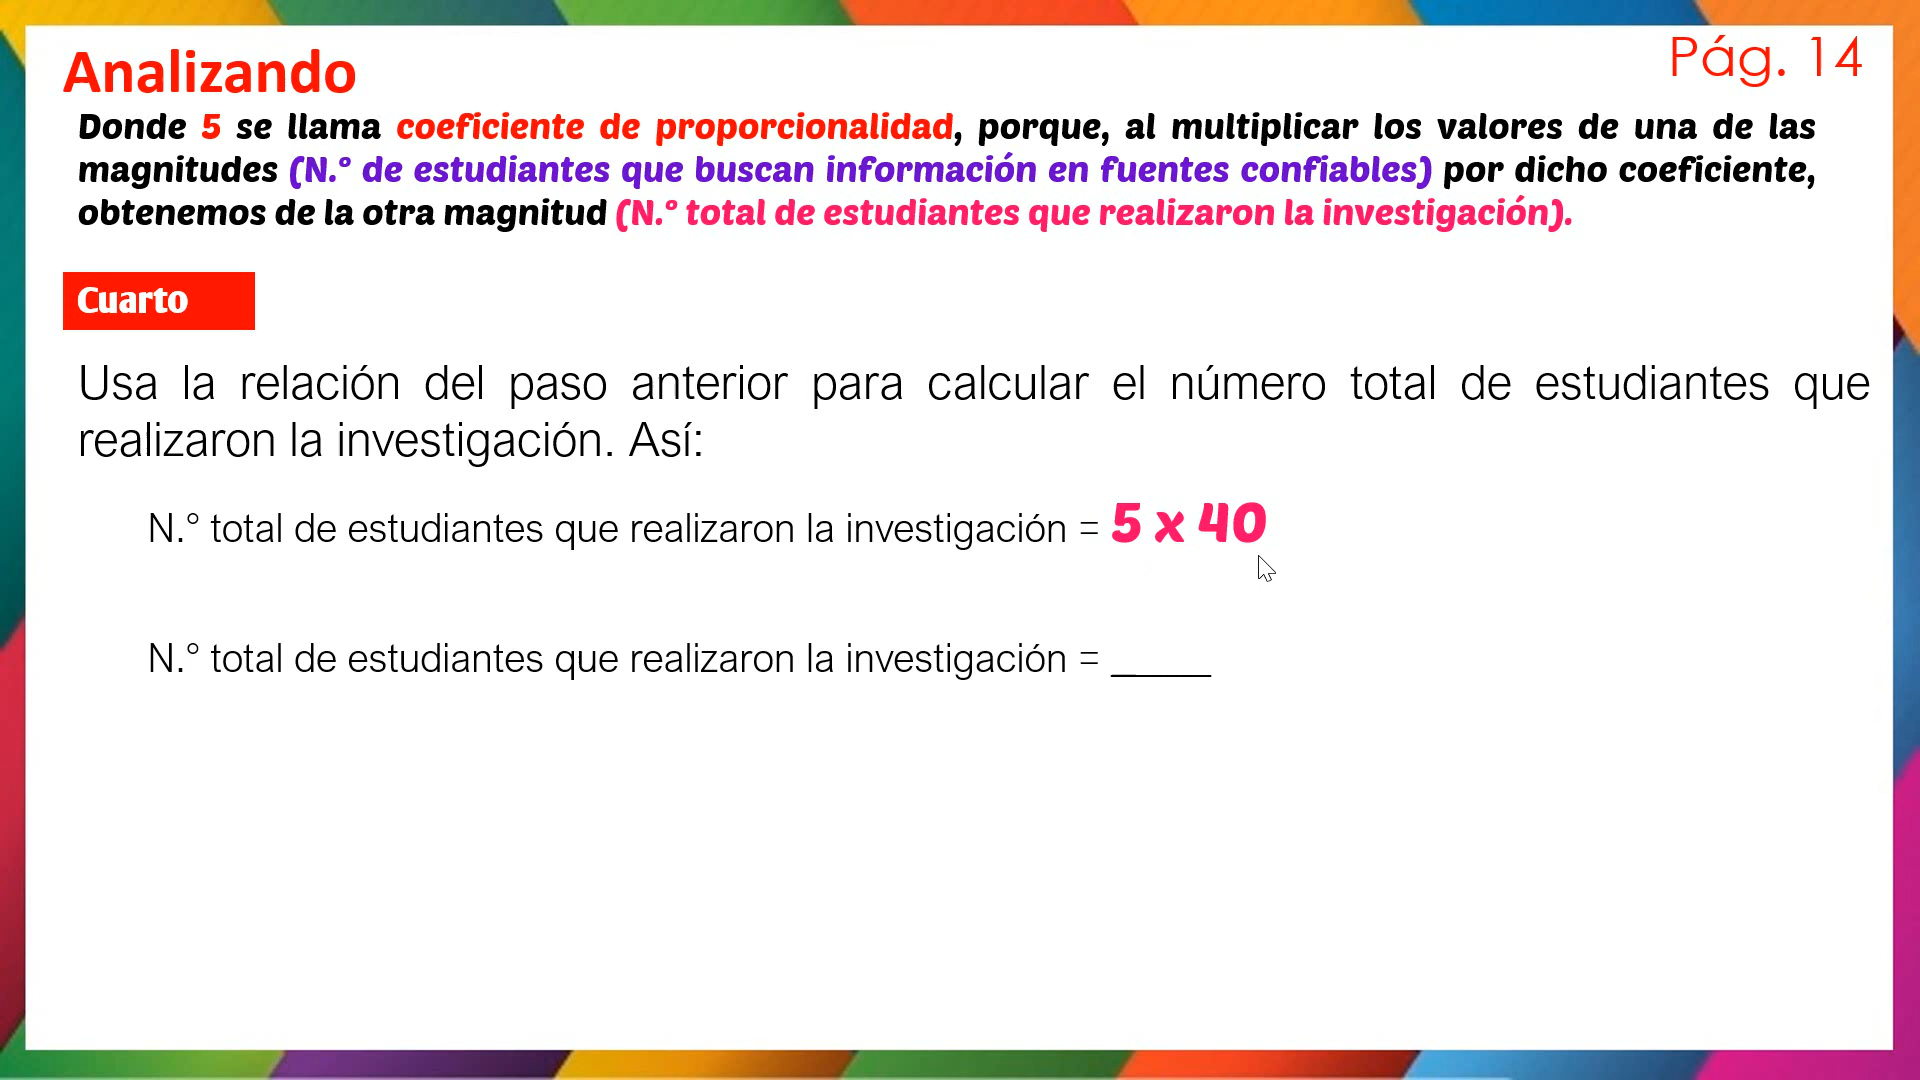 Analizando
Pág. 14
Donde 5 se llama coeficiente de proporcionalidad, porque, al multiplicar los valores de una de las
magnitudes (N.º de estudiantes que buscan información en fuentes confiables) por dicho coeficiente,
obtenemos de la otra magnitud (N.º total de estudiantes que realizaron la investigación).
Cuarto
Usa la relación del paso anterior para calcular el número total de estudiantes que
realizaron la investigación. Así:
N.° total de estudiantes que realizaron la investigación = 5 x 40
N.° total de estudiantes que realizaron la investigación = _____